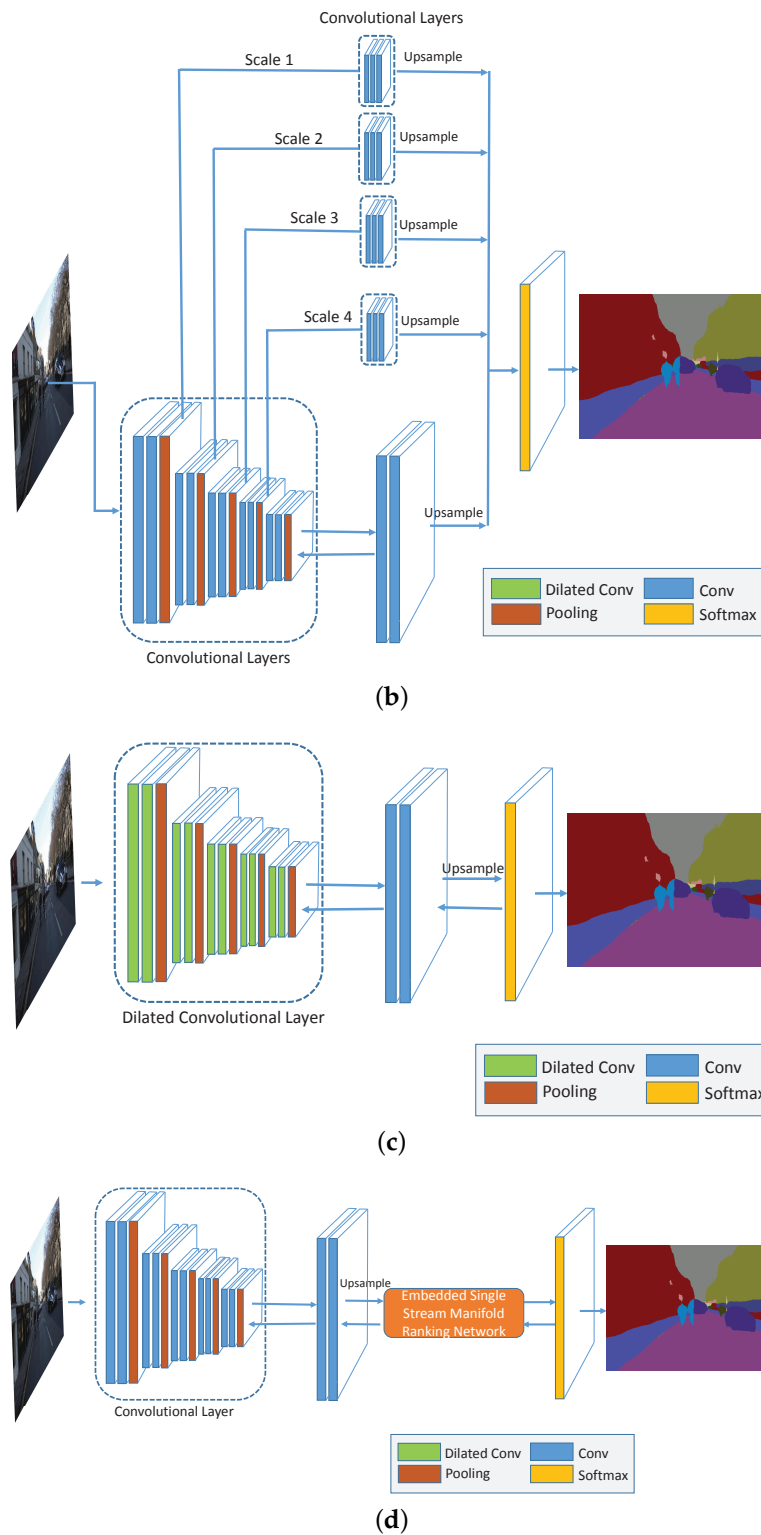 Convolutional Layers
Scale 1
Upsample
Scale 2
Upsample
Scale 3
Upsample
Scale 4
Upsample
Upsample
Convolutional Layers
Dilated Conv
Conv
Pooling
Softmax
(b)
Upsample
Dilated Convolutional Layer
Dilated Conv
Conv
Pooling
Softmax
(c)
Upsample
Embedded Single
Stream Manifold
Ranking Network
Convolutional Layer
Dilated Conv
Conv
Pooling
Softmax
(d)